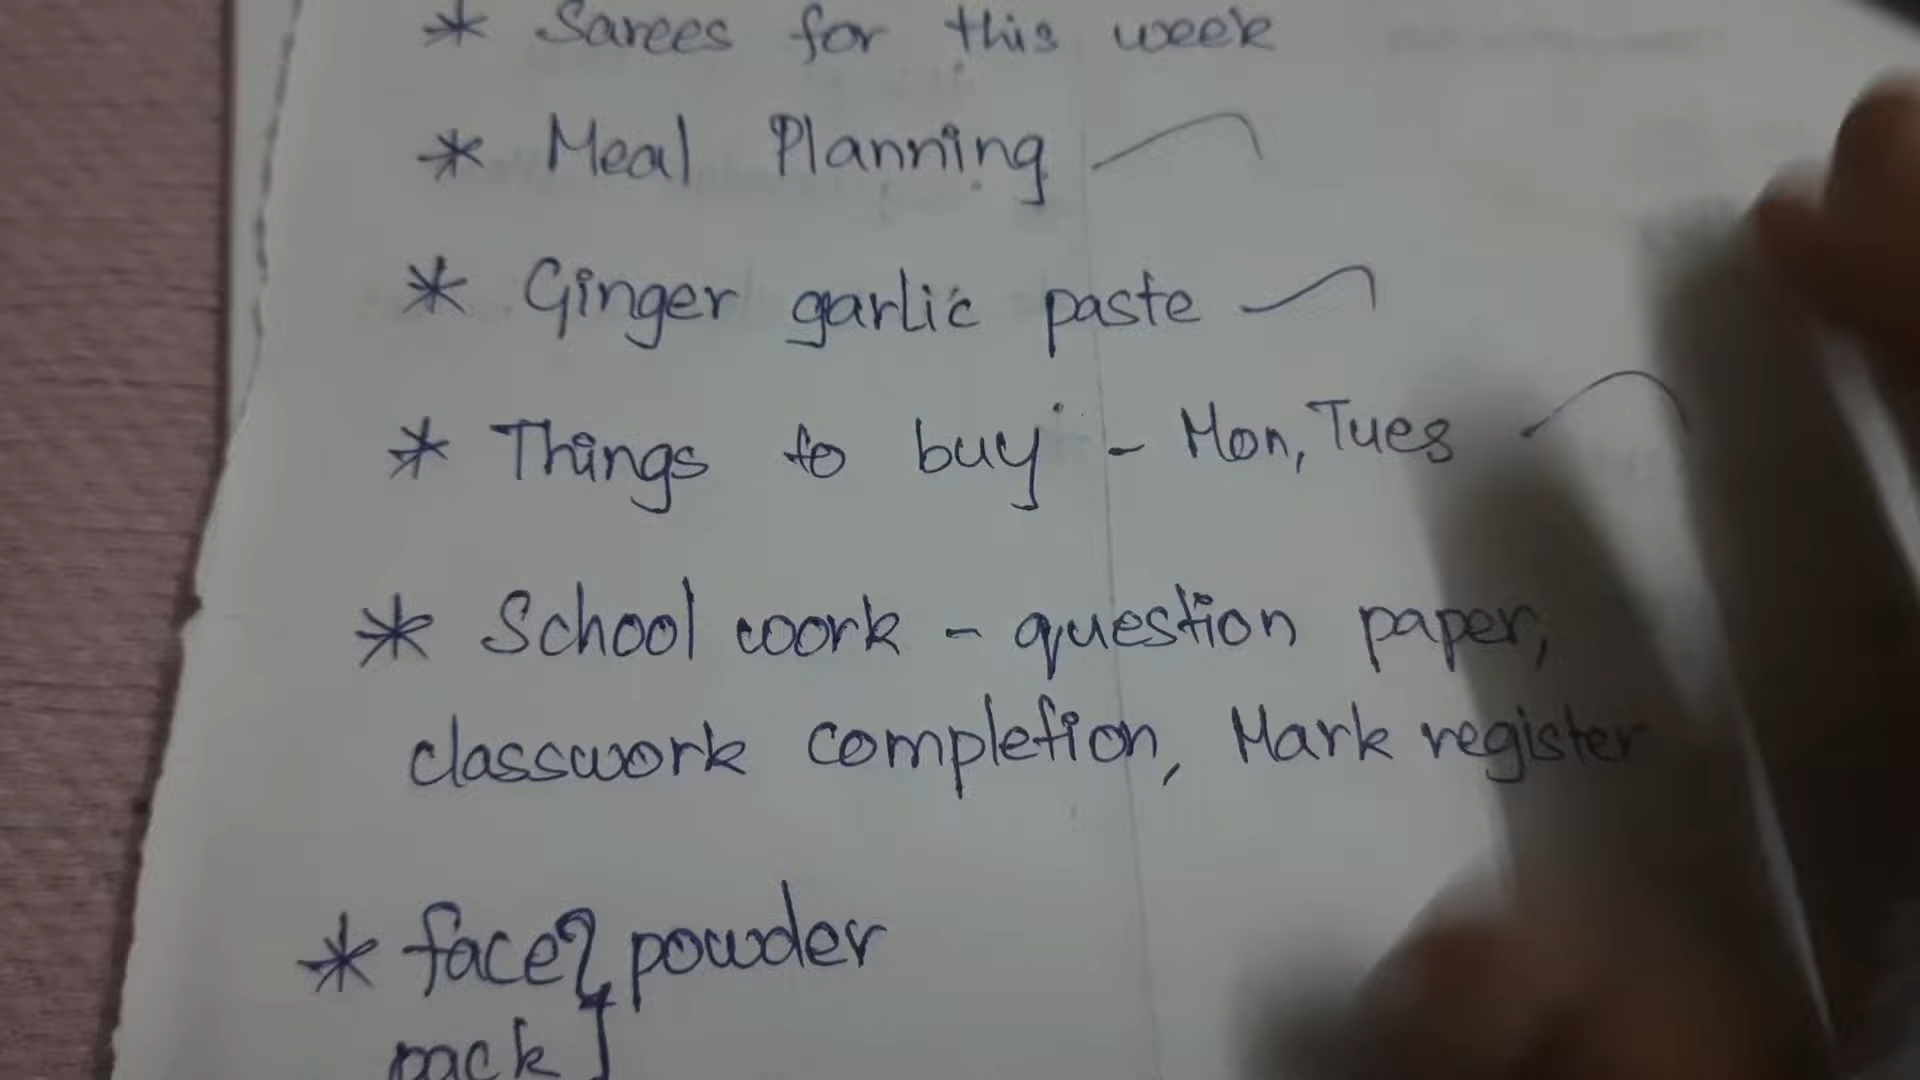 * Sarees for this week
* Meal Planning
* Ginger garlic paste
* Things to buy - Mon, Tues
* School work - question paper,
classwork completion, Mark register
* face powder
pack